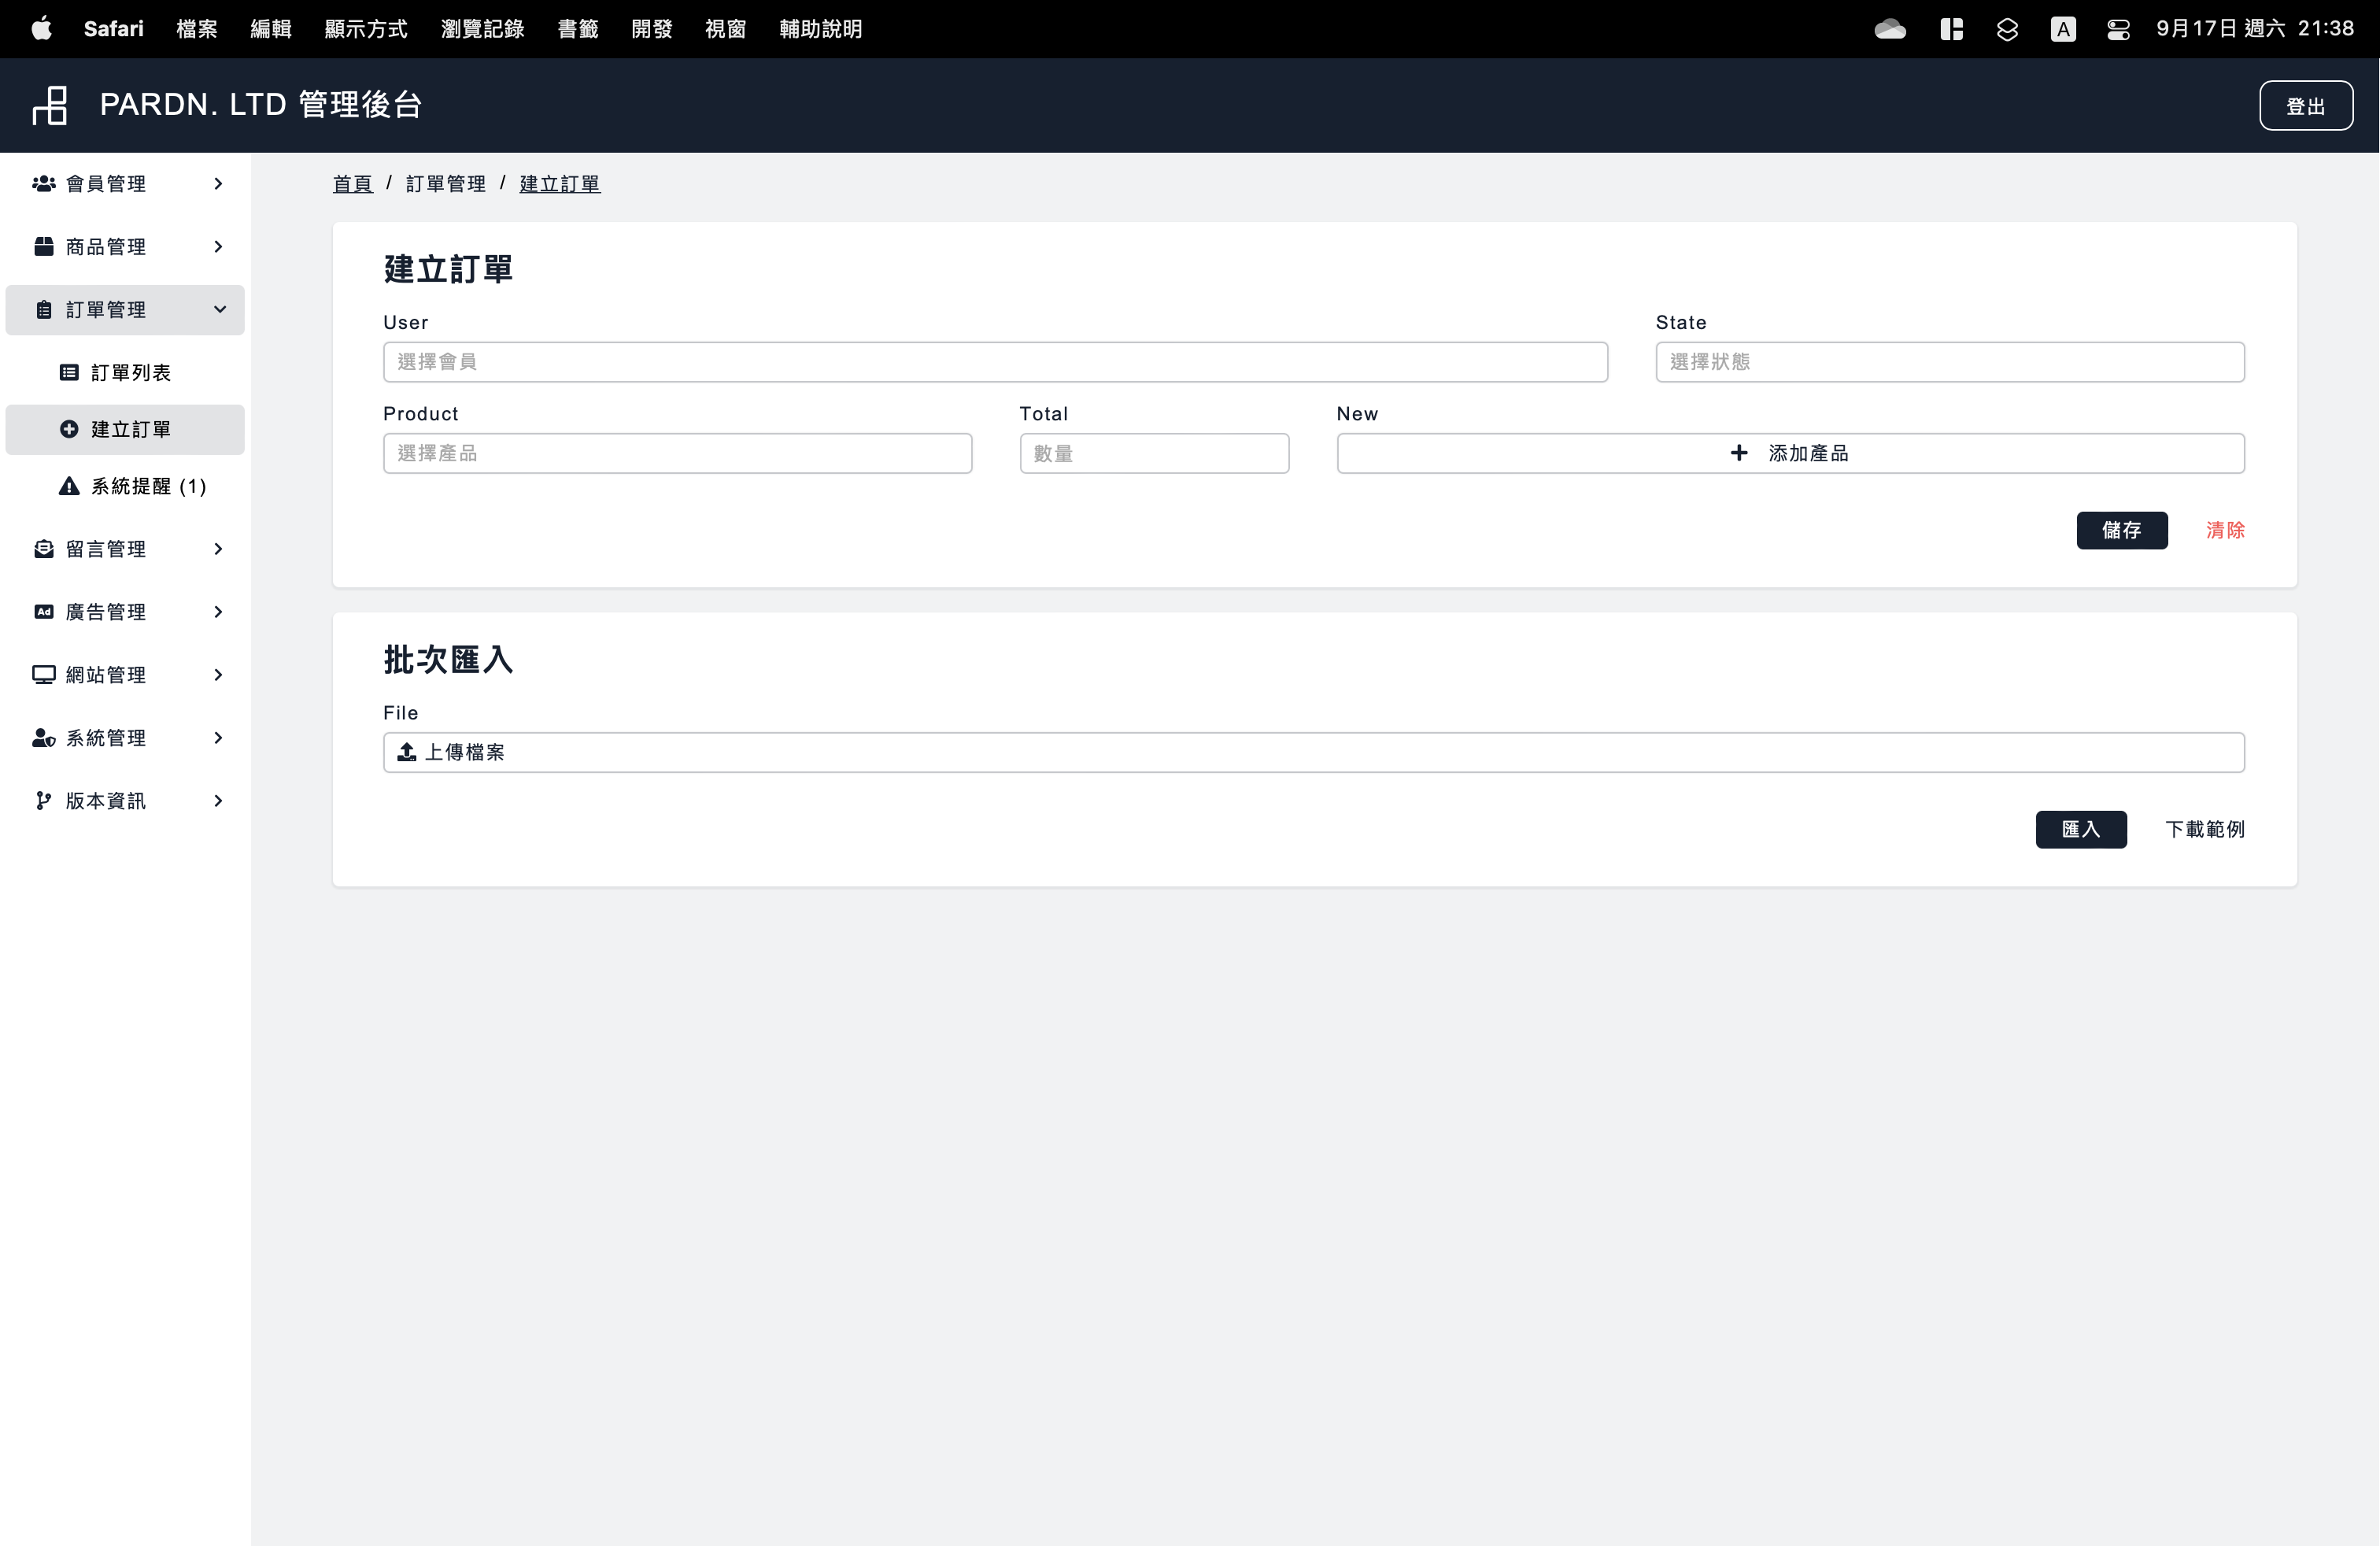 Safari 檔案 編輯 顯示方式 瀏覽記錄 書籤 開發 視窗 輔助說明 A 9月17日 週六 21:38
PARDN. LTD 管理後台 登出
會員管理
商品管理
訂單管理
訂單列表
建立訂單
系統提醒 (1)
留言管理
Ad 廣告管理
網站管理
系統管理
版本資訊
首頁 / 訂單管理 / 建立訂單
建立訂單
User State
選擇會員 選擇狀態
Product Total New
選擇產品 數量 添加產品
儲存 清除
批次匯入
File
上傳檔案
匯入 下載範例